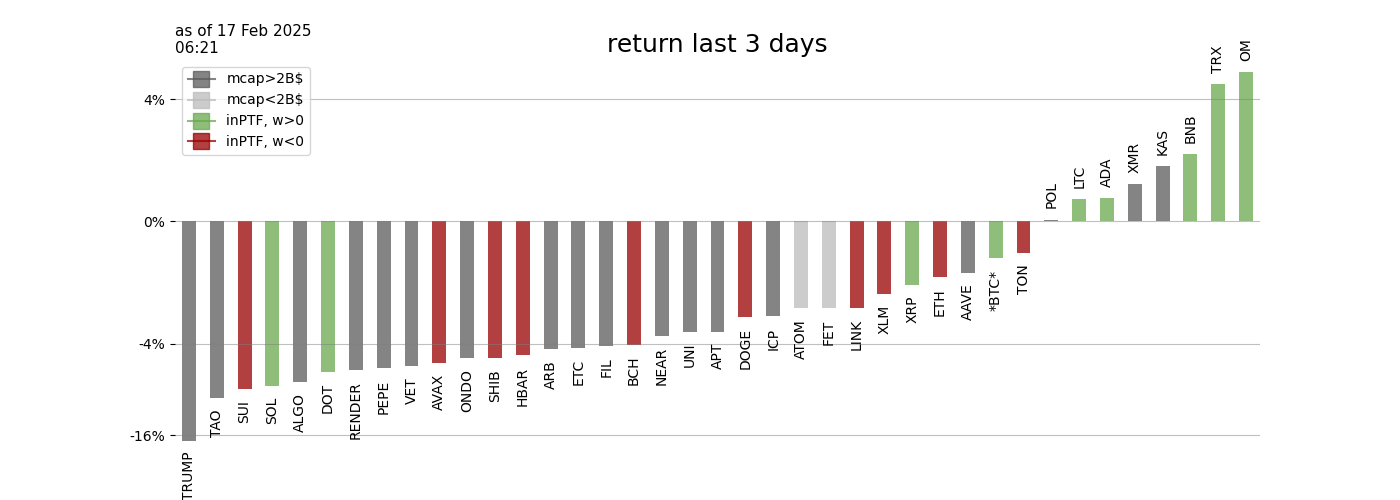 as of 17 Feb 2025
06:21
return last 3 days
mcap>2B$
mcap<2B$
inPTF, w>0
inPTF, w<0
4%
0%
-4%
-16%
TRUMP
TAO
SUI
SOL
ALGO
DOT
RENDER
PEPE
VET
AVAX
ONDO
SHIB
HBAR
ARB
ETC
FIL
BCH
NEAR
UNI
APT
DOGE
ICP
ATOM
FET
LINK
XLM
XRP
ETH
AAVE
*BTC*
TON
POL
LTC
ADA
XMR
KAS
BNB
TRX
OM